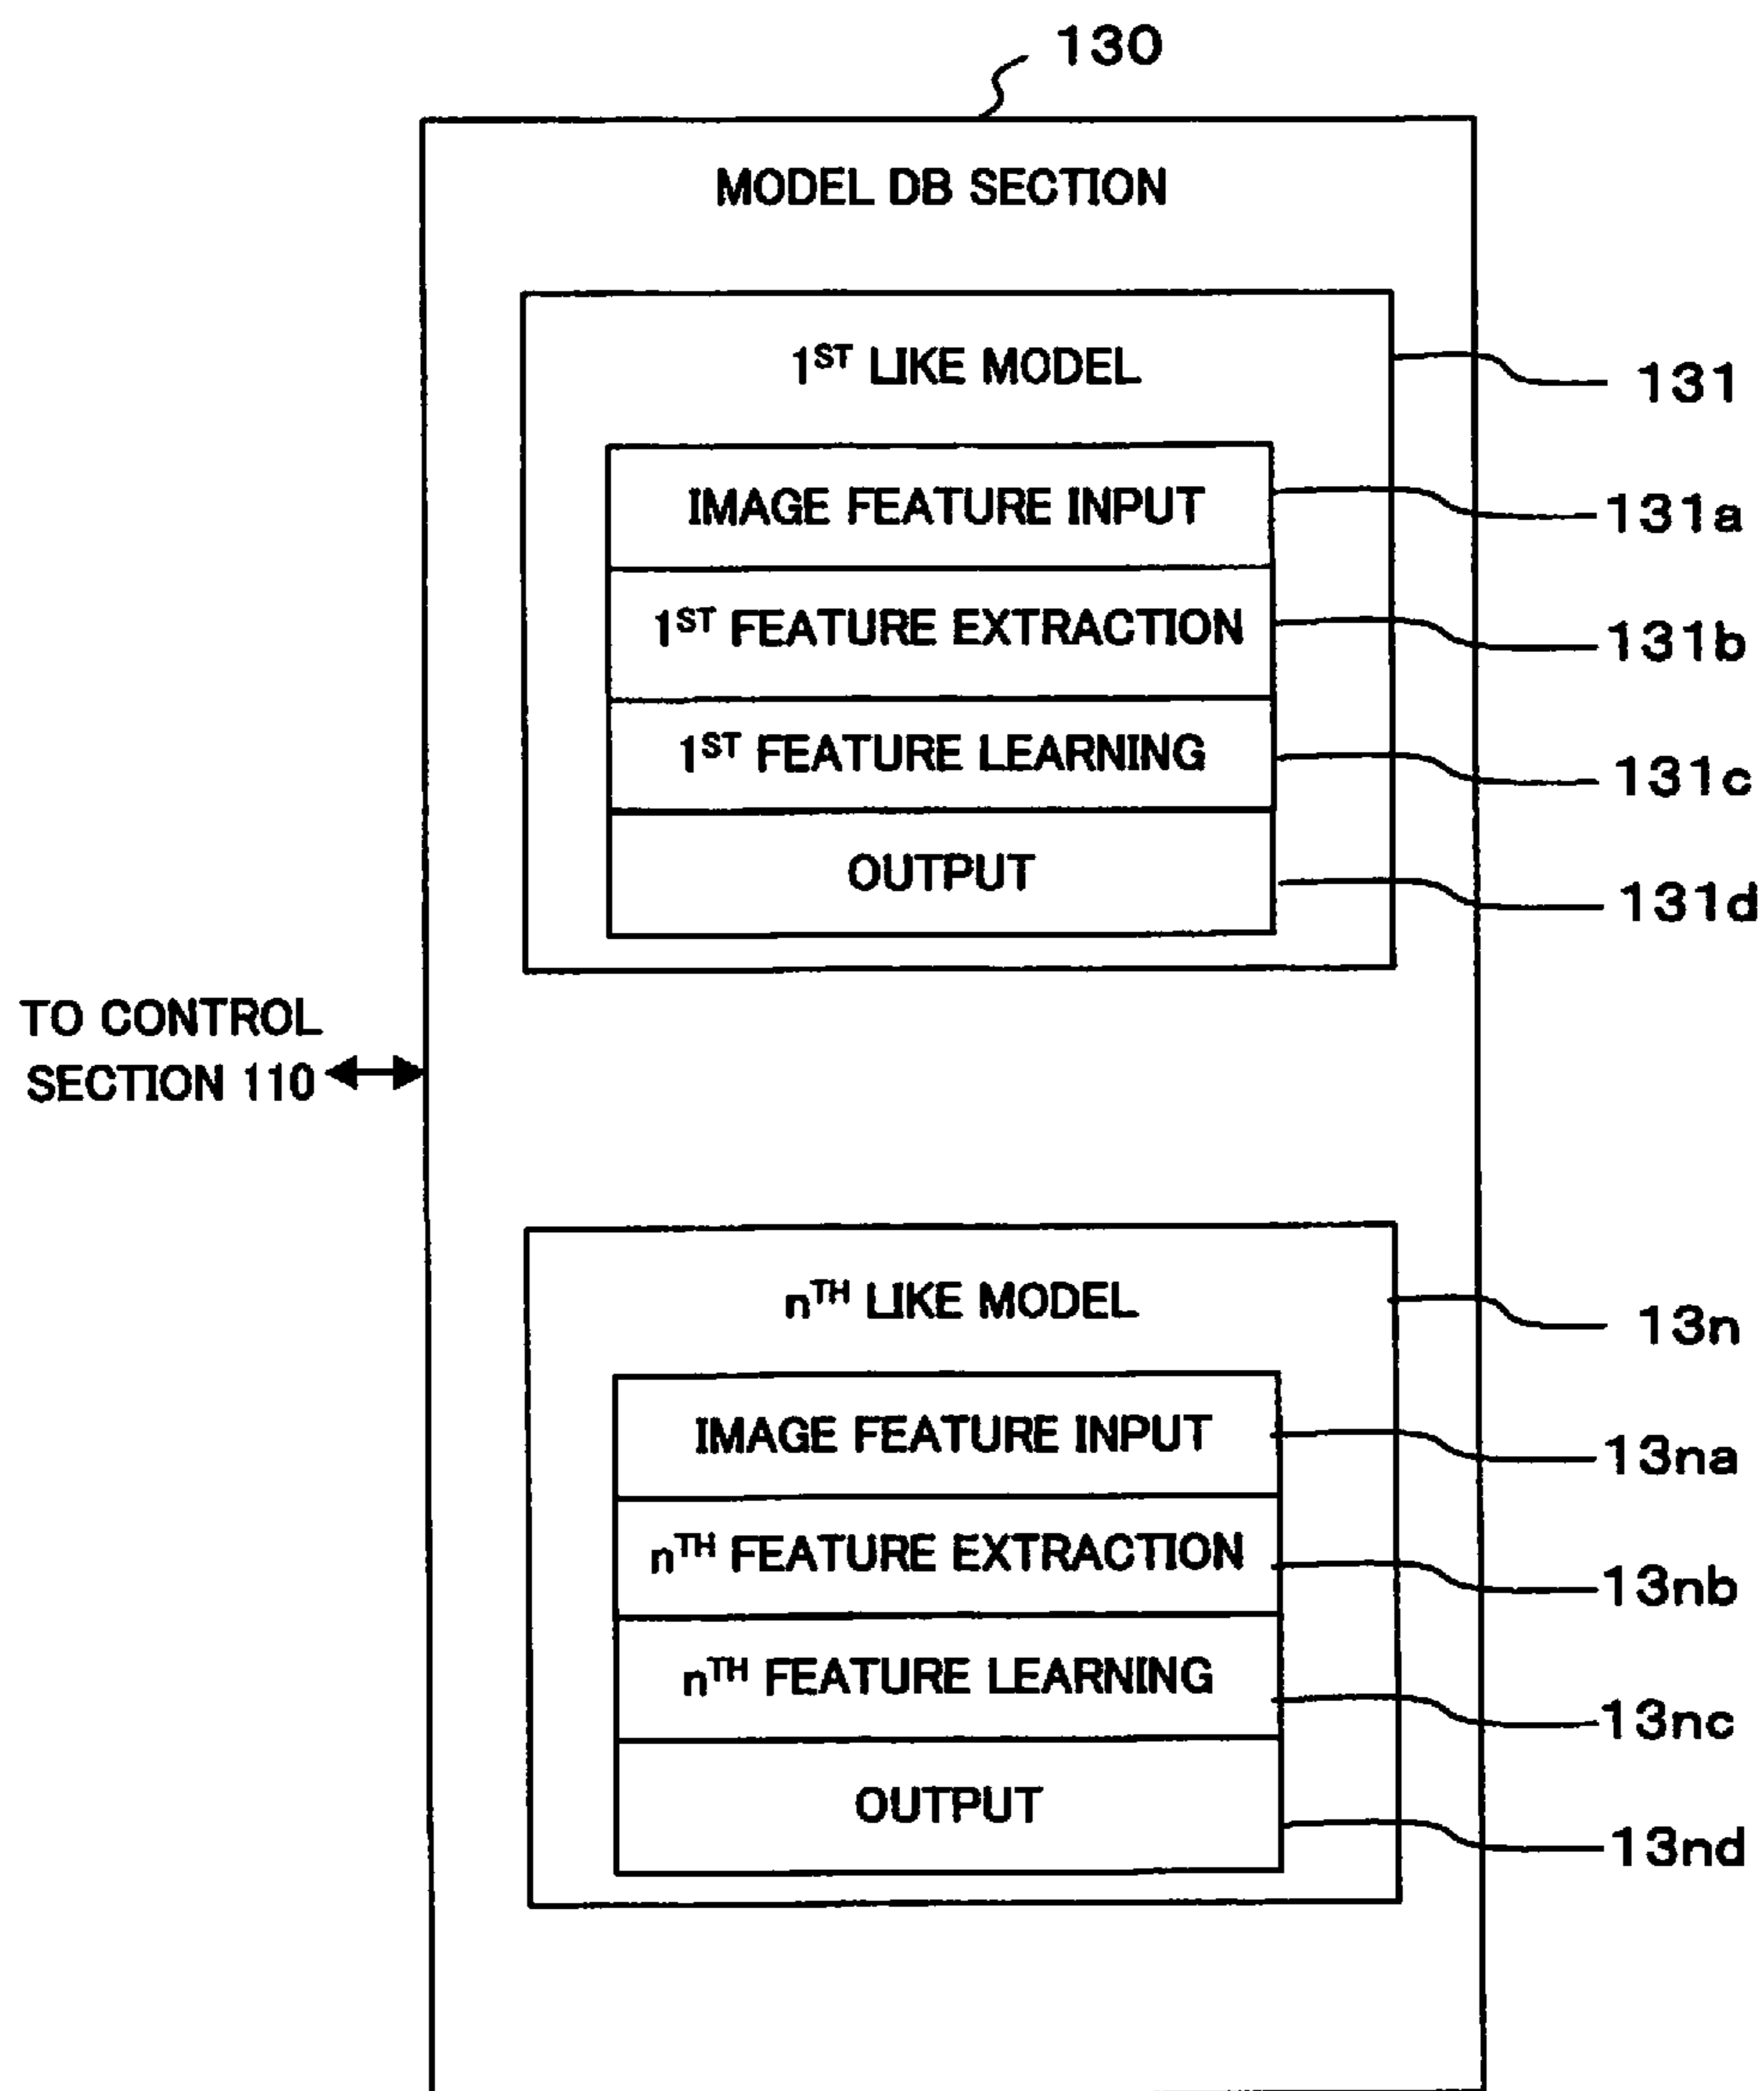 130
MODEL DB SECTION
1ST LIKE MODEL
131
IMAGE FEATURE INPUT
131a
1ST FEATURE EXTRACTION
131b
1ST FEATURE LEARNING
131c
OUTPUT
131d
TO CONTROL
SECTION 110
nTH LIKE MODEL
13n
IMAGE FEATURE INPUT
13na
nTH FEATURE EXTRACTION
13nb
nTH FEATURE LEARNING
13nc
OUTPUT
13nd